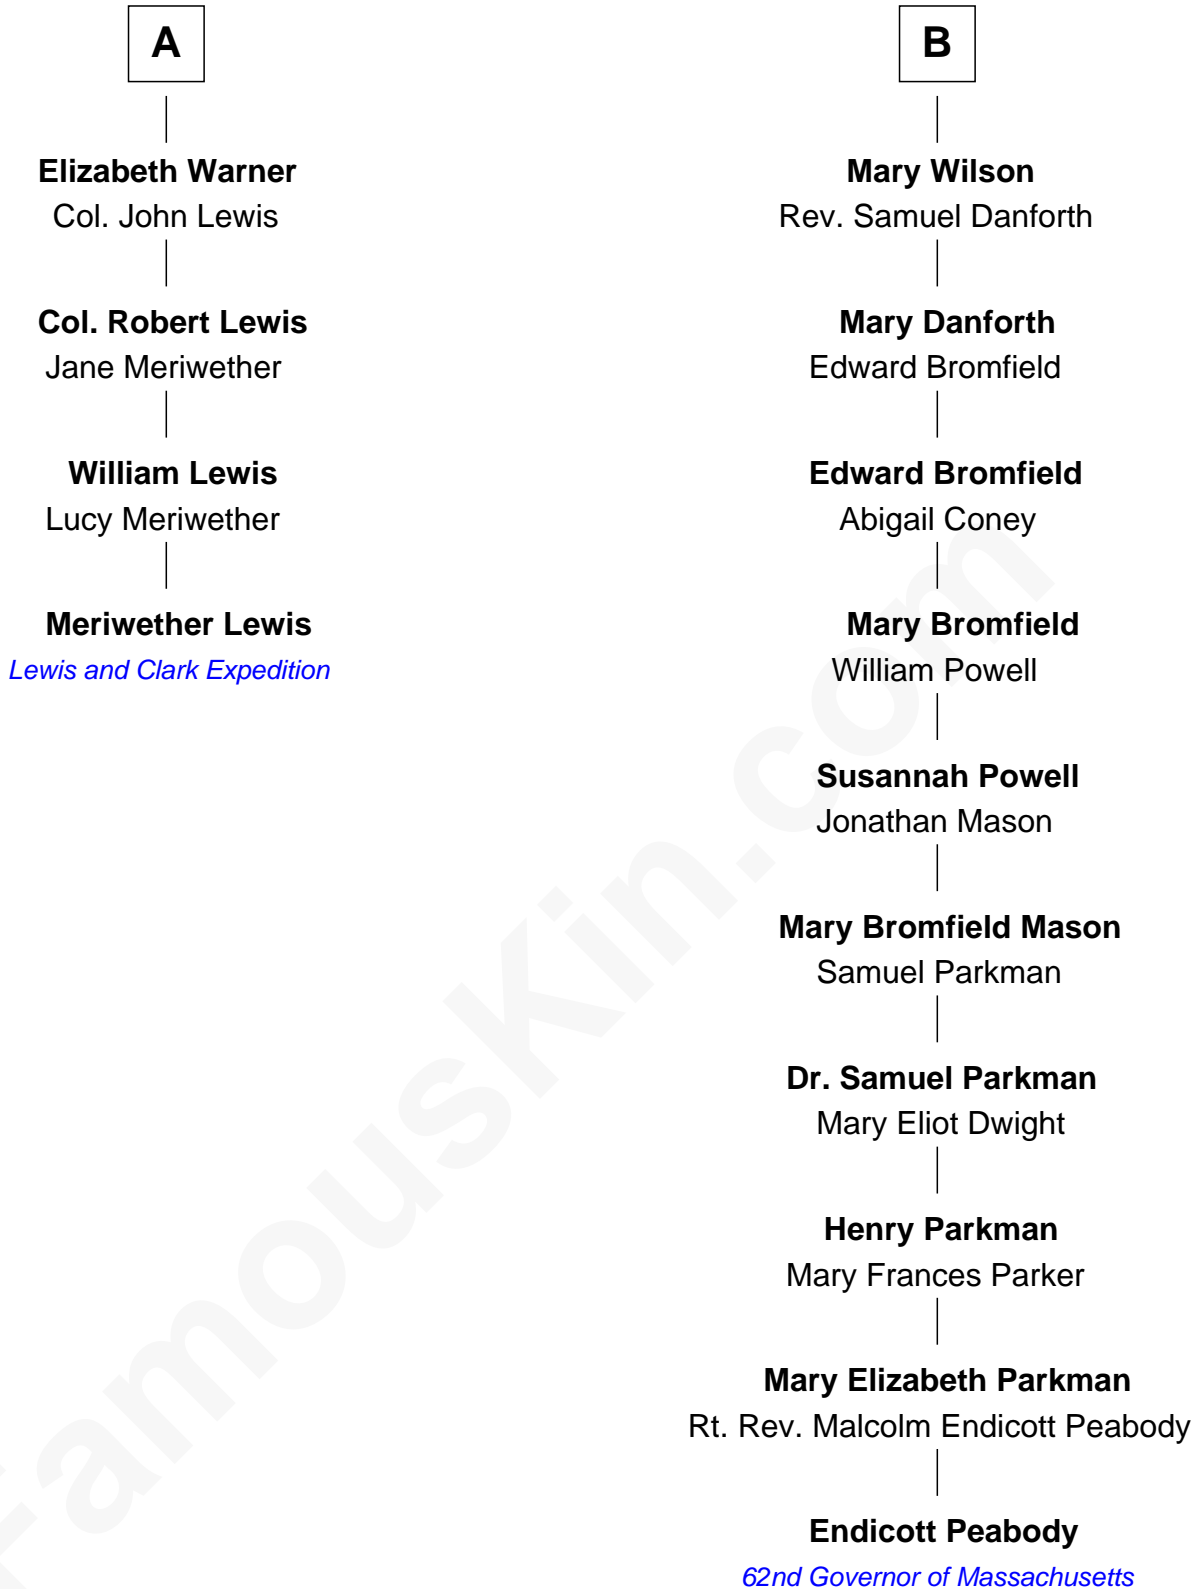 A
Elizabeth Warner
Col. John Lewis
Col. Robert Lewis
Jane Meriwether
William Lewis
Lucy Meriwether
Meriwether Lewis
Lewis and Clark Expedition
B
Mary Wilson
Rev. Samuel Danforth
Mary Danforth
Edward Bromfield
Edward Bromfield
Abigail Coney
Mary Bromfield
William Powell
Susannah Powell
Jonathan Mason
Mary Bromfield Mason
Samuel Parkman
Dr. Samuel Parkman
Mary Eliot Dwight
Henry Parkman
Mary Frances Parker
Mary Elizabeth Parkman
Rt. Rev. Malcolm Endicott Peabody
Endicott Peabody
62nd Governor of Massachusetts
FamousKin.com